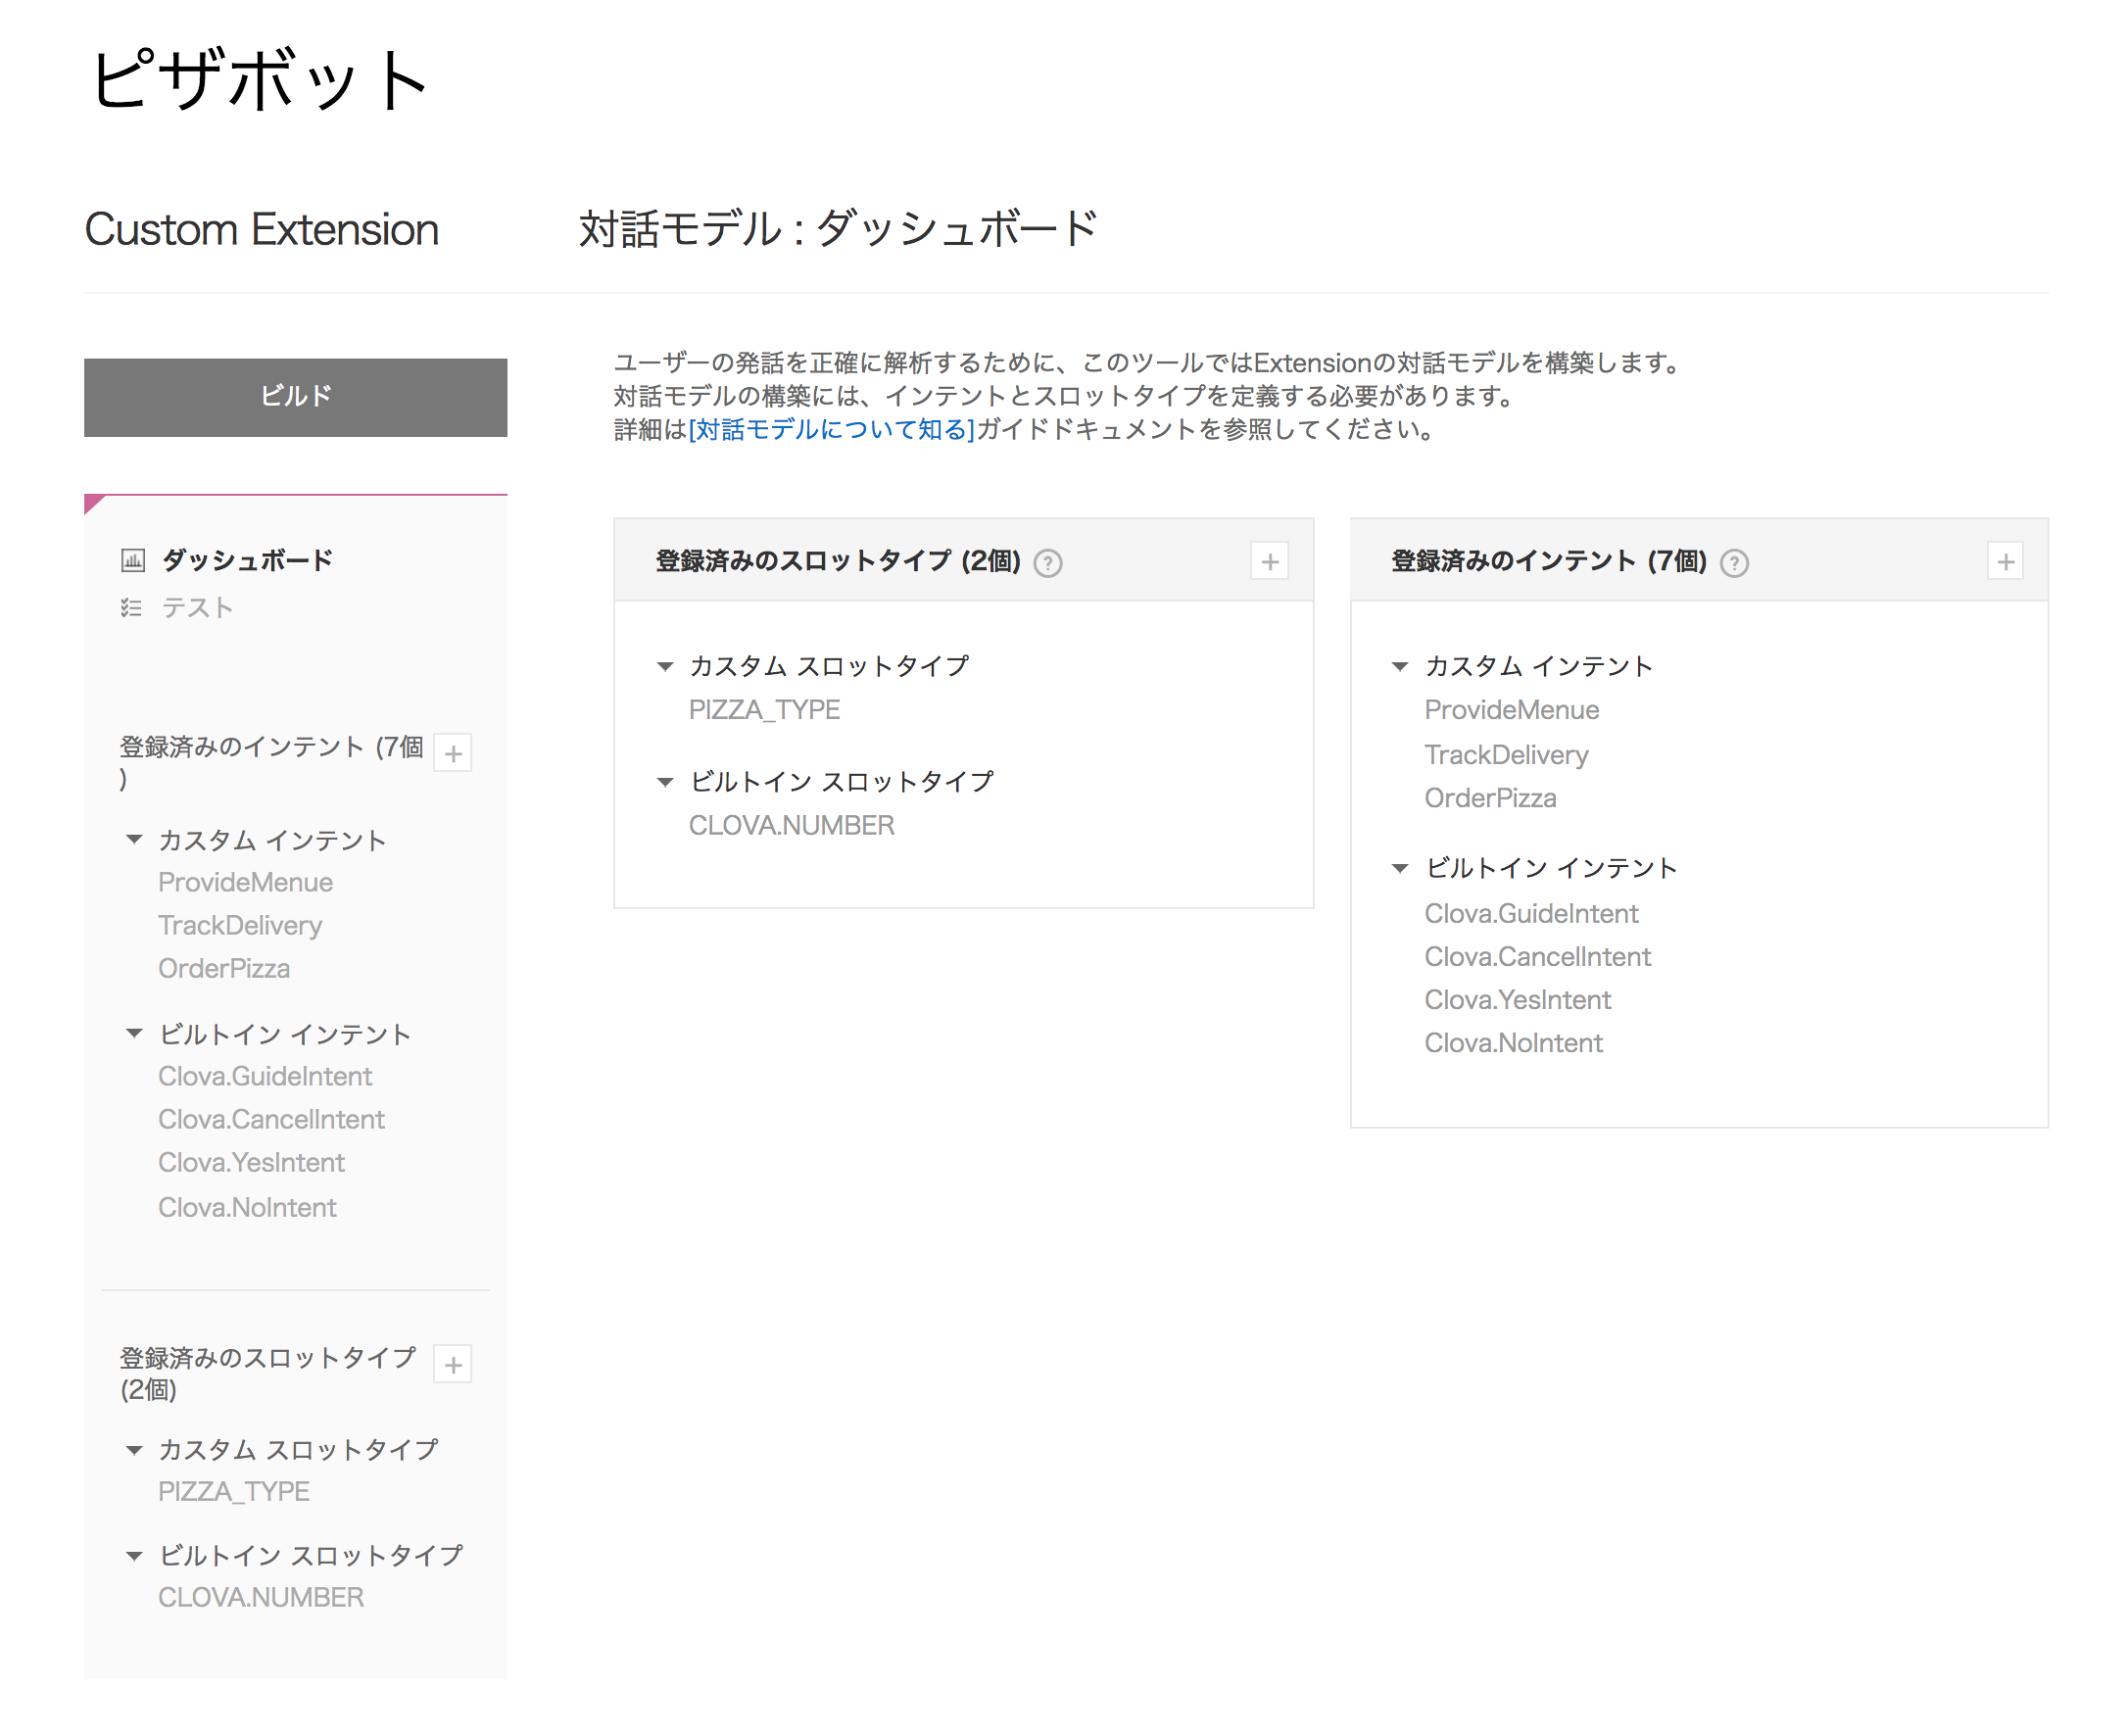 ピザボット
Custom Extension
対話モデル : ダッシュボード
ビルド
ダッシュボード
テスト
登録済みのインテント (7個
)
カスタム インテント
ProvideMenue
TrackDelivery
OrderPizza
ビルトイン インテント
Clova.GuideIntent
Clova.CancelIntent
Clova.YesIntent
Clova.NoIntent
登録済みのスロットタイプ
(2個)
カスタム スロットタイプ
PIZZA_TYPE
ビルトイン スロットタイプ
CLOVA.NUMBER
ユーザーの発話を正確に解析するために、このツールではExtensionの対話モデルを構築します。
対話モデルの構築には、インテントとスロットタイプを定義する必要があります。
詳細は[対話モデルについて知る]ガイドドキュメントを参照してください。
登録済みのスロットタイプ (2個) ?
+
カスタム スロットタイプ
PIZZA_TYPE
ビルトイン スロットタイプ
CLOVA.NUMBER
登録済みのインテント (7個) ?
+
カスタム インテント
ProvideMenue
TrackDelivery
OrderPizza
ビルトイン インテント
Clova.GuideIntent
Clova.CancelIntent
Clova.YesIntent
Clova.NoIntent